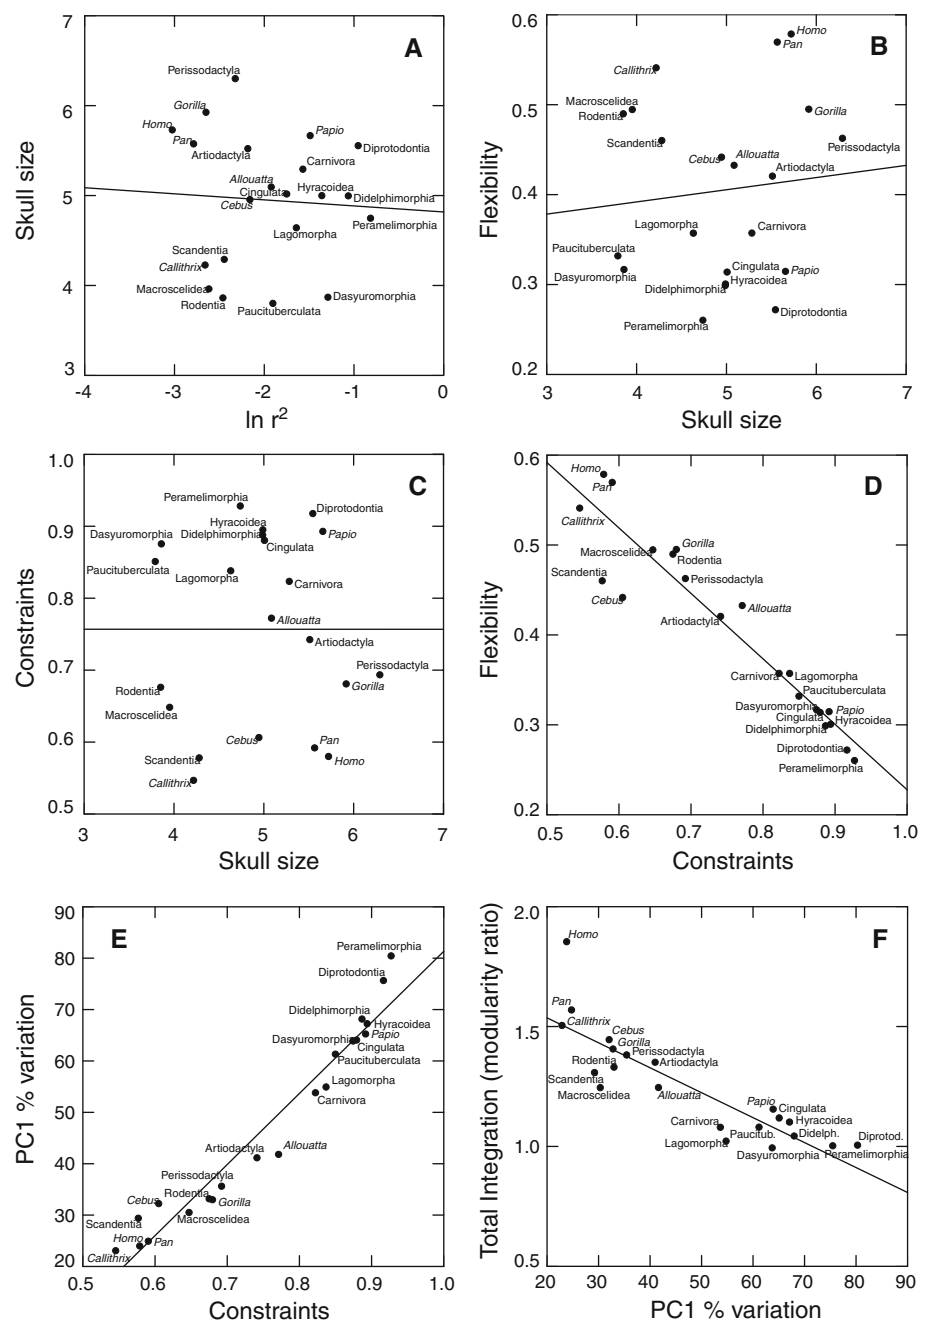 A
7
6
5
4
3
-4
-3
-2
-1
0
Skull size
ln r2
Perissodactyla
Gorilla
Homo
Pan
Artiodactyla
Papio
Diprotodontia
Carnivora
Alouatta
Cingulata
Hyracoidea
Didelphimorphia
Cebus
Peramelimorphia
Lagomorpha
Scandentia
Callithrix
Macroscelidea
Rodentia
Paucituberculata
Dasyuromorphia
B
0.6
0.5
0.4
0.3
0.2
3
4
5
6
7
Flexibility
Skull size
Homo
Pan
Callithrix
Macroscelidea
Rodentia
Gorilla
Scandentia
Perissodactyla
Cebus
Allouatta
Artiodactyla
Lagomorpha
Carnivora
Paucituberculata
Dasyuromorphia
Cingulata
Papio
Hyracoidea
Didelphimorphia
Diprotodontia
Peramelimorphia
C
1.0
0.9
0.8
0.7
0.6
0.5
3
4
5
6
7
Constraints
Skull size
Peramelimorphia
Diprotodontia
Hyracoidea
Didelphimorphia
Papio
Dasyuromorphia
Cingulata
Paucituberculata
Lagomorpha
Carnivora
Allouatta
Artiodactyla
Perissodactyla
Gorilla
Rodentia
Macroscelidea
Cebus
Pan
Homo
Scandentia
Callithrix
D
0.6
0.5
0.4
0.3
0.2
0.5
0.6
0.7
0.8
0.9
1.0
Flexibility
Constraints
Homo
Pan
Callithrix
Gorilla
Macroscelidea
Rodentia
Scandentia
Perissodactyla
Cebus
Allouatta
Artiodactyla
Carnivora
Lagomorpha
Paucituberculata
Dasyuromorphia
Papio
Cingulata
Hyracoidea
Didelphimorphia
Diprotodontia
Peramelimorphia
E
90
80
70
60
50
40
30
20
0.5
0.6
0.7
0.8
0.9
1.0
PC1 % variation
Constraints
Peramelimorphia
Diprotodontia
Didelphimorphia
Hyracoidea
Papio
Dasyuromorphia
Cingulata
Paucituberculata
Lagomorpha
Carnivora
Artiodactyla
Allouatta
Perissodactyla
Rodentia
Gorilla
Cebus
Macroscelidea
Scandentia
Homo
Pan
Callithrix
F
2.0
1.5
1.0
0.5
20
30
40
50
60
70
80
90
Total Integration (modularity ratio)
PC1 % variation
Homo
Pan
Callithrix
Cebus
Gorilla
Perissodactyla
Rodentia
Artiodactyla
Scandentia
Macroscelidea
Allouatta
Papio
Cingulata
Carnivora
Hyracoidea
Paucitub.
Didelph.
Diprotod.
Lagomorpha
Dasyuromorphia
Peramelimorphia